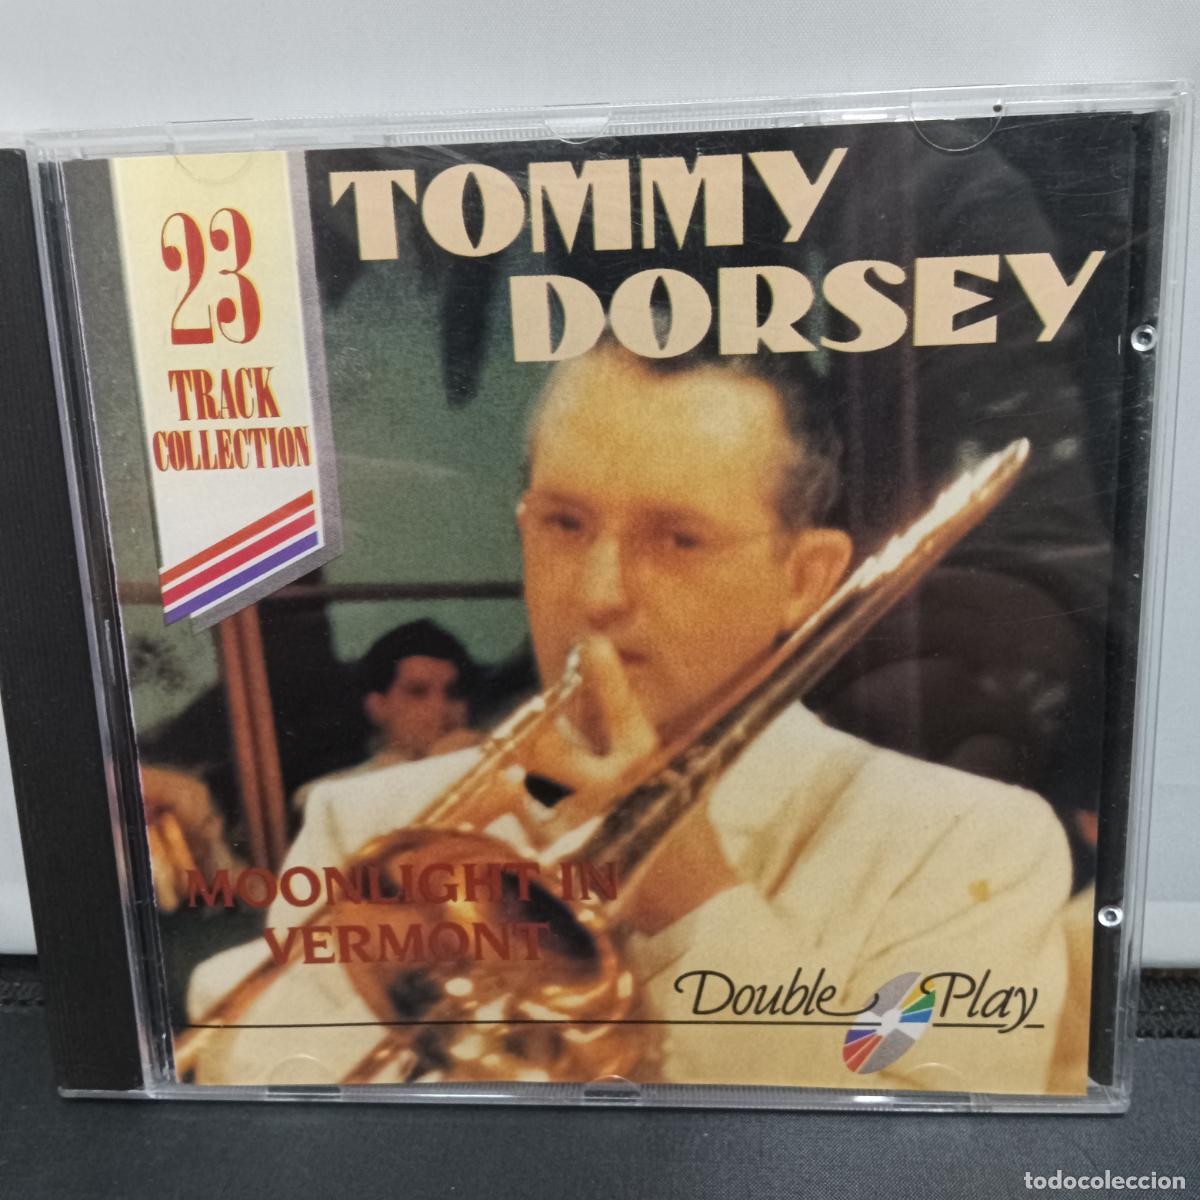 TOMMY
DORSEY
23
TRACK
COLLECTION
MOONLIGHT IN
VERMONT
Double Play
todocoleccion